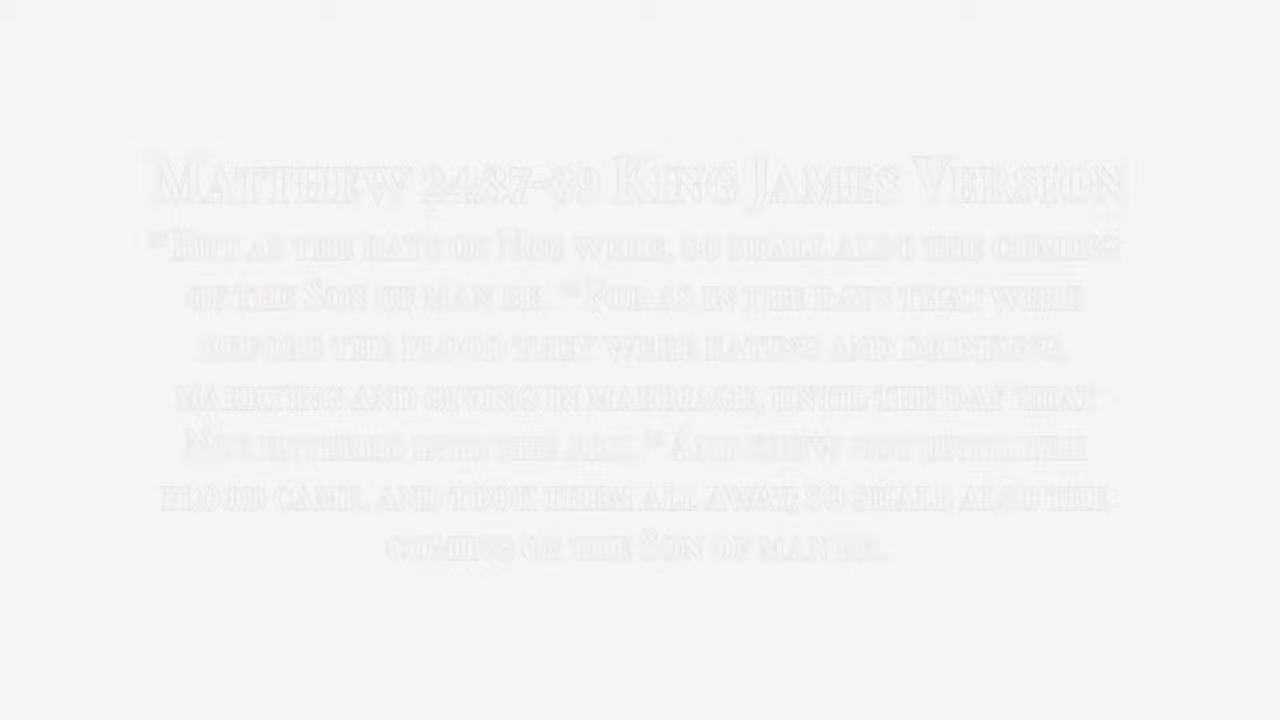 Matthew 24:37-39 King James Version
37 But as the days of Noe were, so shall also the coming
of the Son of man be. 38 For as in the days that were
before the flood they were eating and drinking,
marrying and giving in marriage, until the day that
Noe entered into the ark, 39 And knew not until the
flood came, and took them all away; so shall also the
coming of the Son of man be.